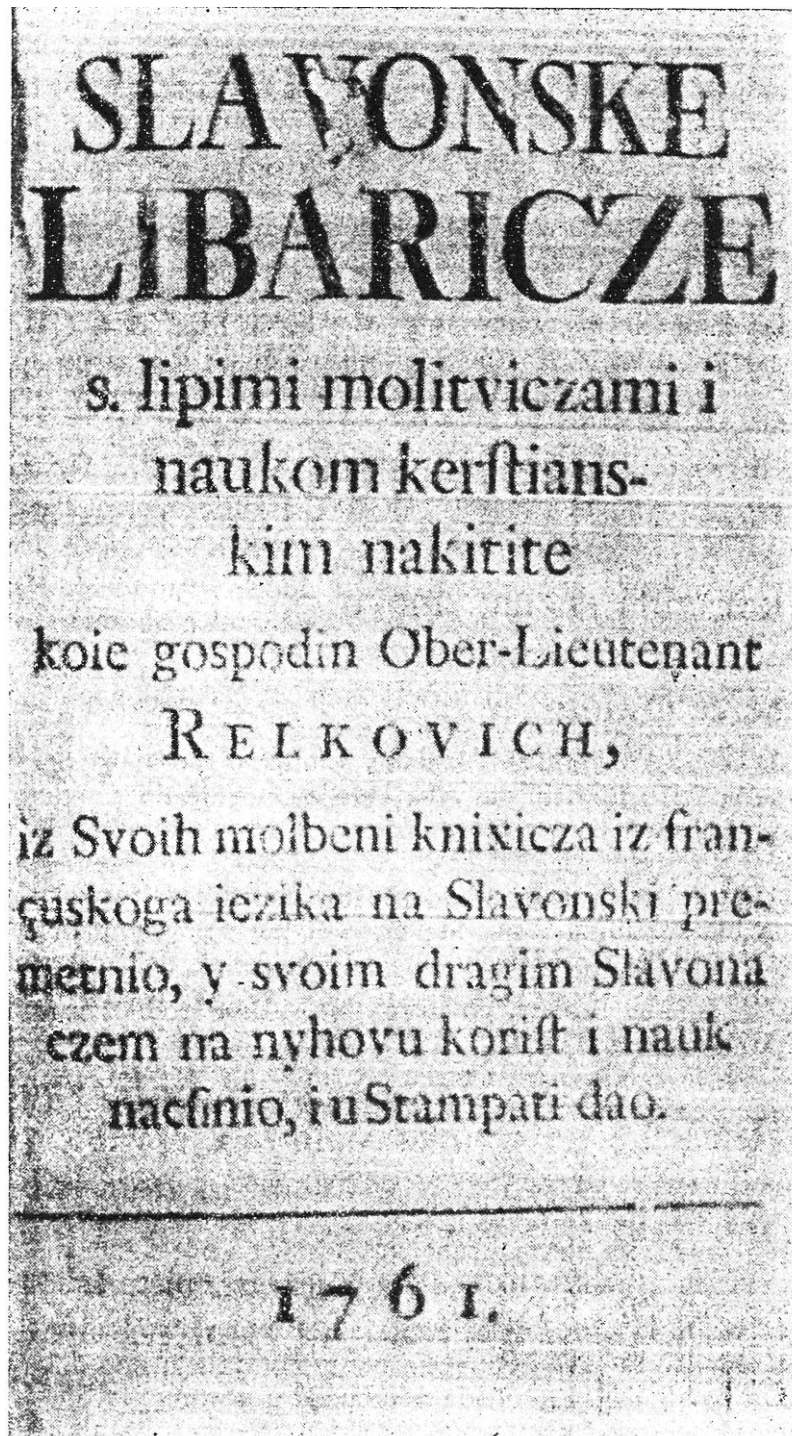 SLAVONSKE
LIBARICZE
s. lipimi molitviczami i
naukom kerſtians-
kim nakitite
koie gospodin Ober-Lieutenant
RELKOVICH,
iz Svoih molbeni knixicza iz fran-
çuskoga iezika na Slavonski pre-
metnio, y svoim dragim Slavona
czem na nyhovu koriſt i nauk
nacſinio, i u Stampati dao.
1761.